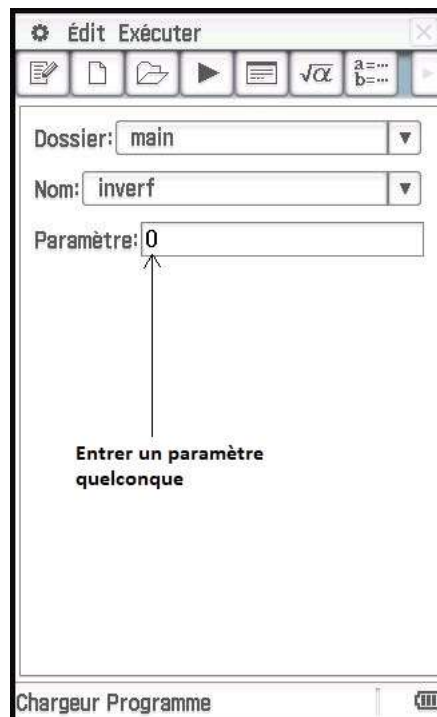 Édit Exécuter
√α a=... b=...
Dossier: main
Nom: inverf
Paramètre: 0
Entrer un paramètre
quelconque
Chargeur Programme